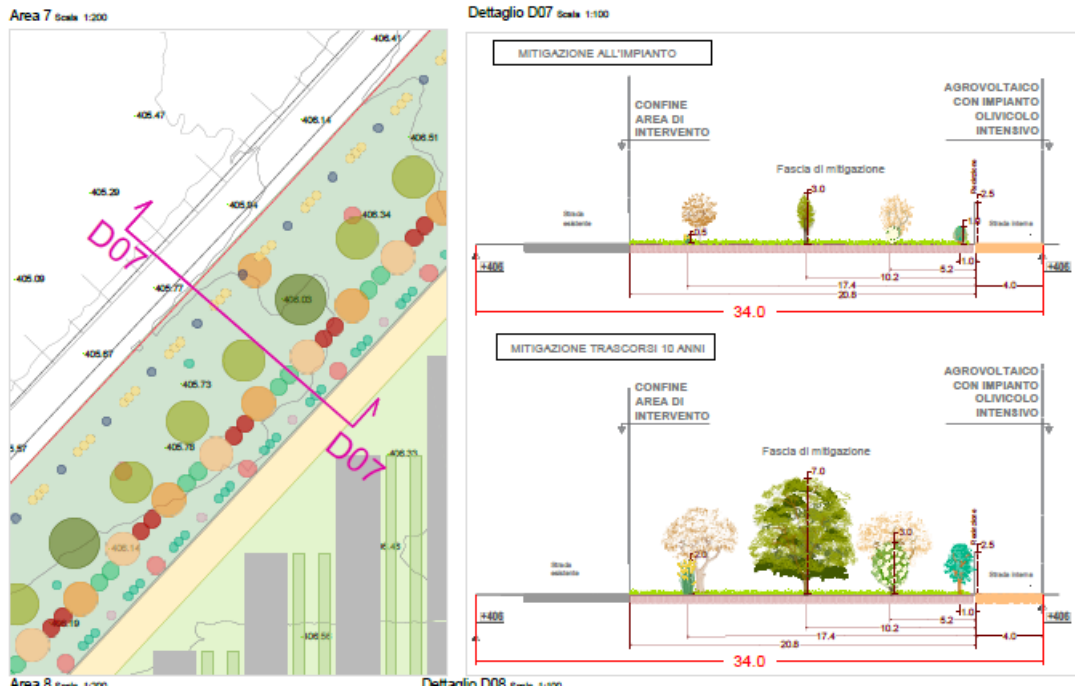 Area 7 Scala 1:200
406.41
405.47
406.14
406.51
405.29
405.94
406.34
D07
405.09
405.77
406.03
405.67
405.73
405.78
D07
406.33
406.14
406.19
406.56
Area 8 Scala 1:200
Dettaglio D07 Scala 1:100
MITIGAZIONE ALL'IMPIANTO
CONFINE
AREA DI
INTERVENTO
AGROVOLTAICO
CON IMPIANTO
OLIVICOLO
INTENSIVO
Fascia di mitigazione
Strada
esistente
0.5
3.0
1.0
Recinzione
2.5
Strada interna
+406
+406
1.0
5.2
10.2
17.4
20.8
4.0
34.0
MITIGAZIONE TRASCORSI 10 ANNI
CONFINE
AREA DI
INTERVENTO
AGROVOLTAICO
CON IMPIANTO
OLIVICOLO
INTENSIVO
Fascia di mitigazione
7.0
Strada
esistente
2.0
3.0
Recinzione
2.5
Strada interna
+406
+406
1.0
5.2
10.2
17.4
20.8
4.0
34.0
Dettaglio D08 Scala 1:100